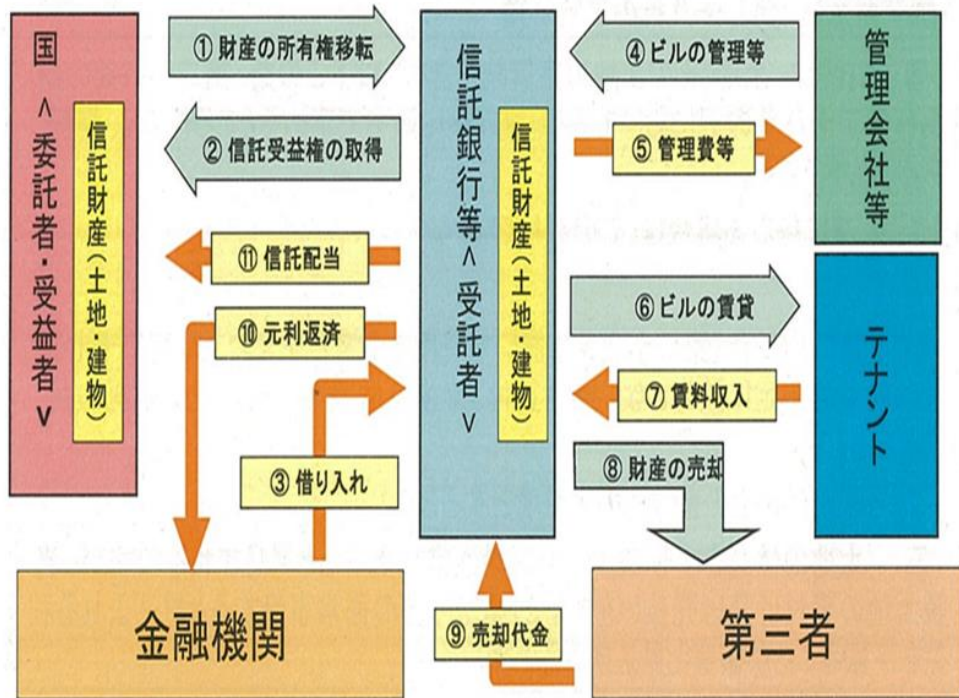 国 <委託者・受益者>
信託財産(土地・建物)
① 財産の所有権移転
② 信託受益権の取得
⑪ 信託配当
⑩ 元利返済
③ 借り入れ
信託銀行等<受託者>
信託財産(土地・建物)
④ ビルの管理等
⑤ 管理費等
⑥ ビルの賃貸
⑦ 賃料収入
⑧ 財産の売却
管理会社等
テナント
金融機関
⑨ 売却代金
第三者